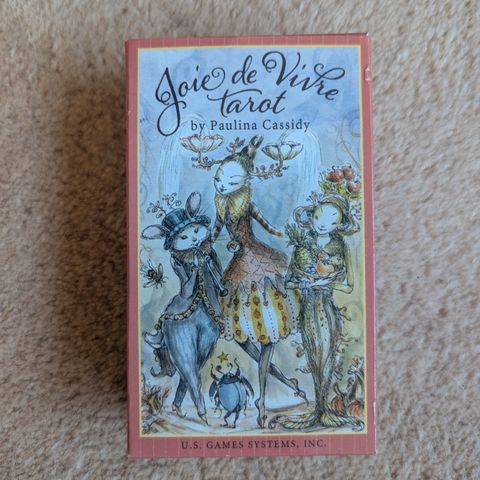 Joie de Vivre
tarot
by Paulina Cassidy
U.S. GAMES SYSTEMS, INC.